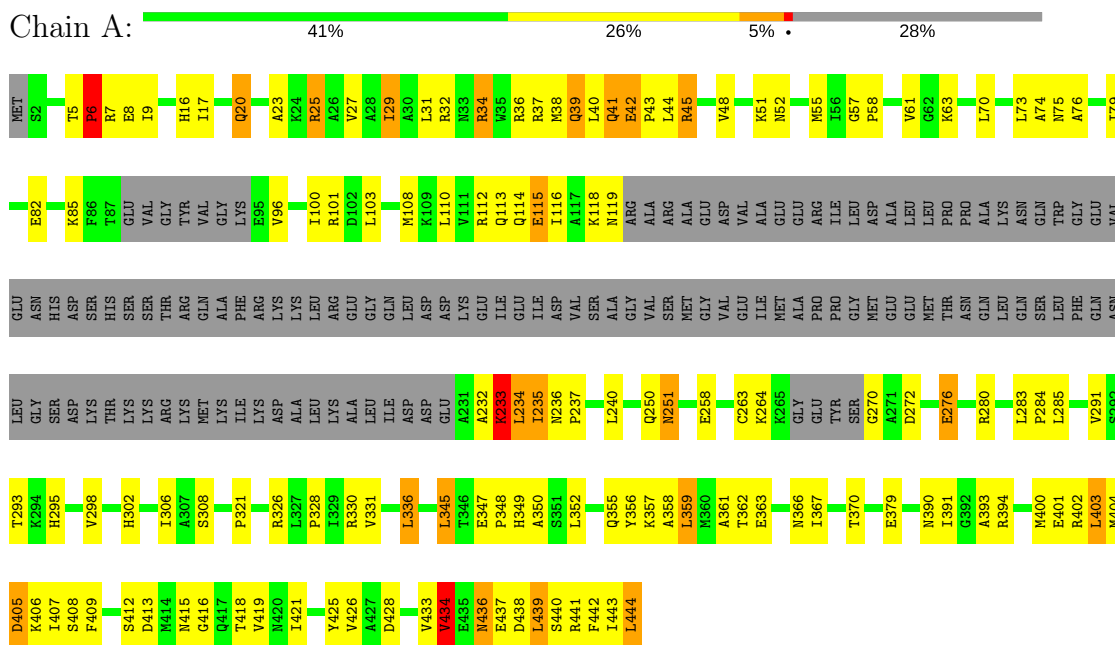 Chain A:
41% 26% 5% • 28%
MET S2 T5 P6 R7 E8 I9 H16 I17 Q20 A23 K24 R25 A26 V27 A28 I29 A30 L31 R32 N33 R34 W35 R36 R37 M38 Q39 L40 Q41 E42 P43 L44 R45 V48 K51 N52 M55 I56 G57 P58 V61 G62 K63 L70 L73 A74 N75 A76
E82 K85 F86 T87 GLU VAL GLY TYR VAL GLY LYS E95 V96 I100 R101 D102 L103 M108 K109 L110 V111 R112 Q113 Q114 E115 I116 A117 K118 N119 ARG ALA ARG ALA GLU ASP VAL ALA GLU GLU ARG ILE LEU ASP ALA LEU LEU PRO PRO ALA LYS ASN GLN TRP GLY GLU VAL
GLU ASN HIS ASP SER HIS SER SER THR ARG GLN ALA PHE ARG LYS LYS LEU ARG GLU GLY GLN LEU ASP ASP LYS GLU ILE GLU ILE ASP VAL SER ALA GLY VAL SER MET GLY VAL GLU ILE MET ALA PRO PRO GLY MET GLU GLU MET THR ASN GLN LEU GLN SER LEU PHE GLN ASN
LEU GLY SER ASP LYS THR LYS LYS ARG LYS MET LYS ILE LYS ASP ALA LEU LYS ALA LEU ILE ASP ASP GLU A231 A232 K233 L234 I235 N236 P237 L240 Q250 N251 E258 C263 K264 K265 GLY GLU TYR SER G270 A271 D272 E276 R280 L283 P284 L285 V291 S292
T293 K294 H295 V298 H302 I306 A307 S308 P321 R326 L327 P328 I329 R330 V331 L336 L345 T346 E347 P348 H349 A350 S351 L352 Q355 Y356 K357 A358 L359 M360 A361 T362 E363 N366 I367 T370 E379 N390 I391 G392 A393 R394 M400 E401 R402 L403 M404
D405 K406 I407 S408 F409 S412 D413 M414 N415 G416 Q417 T418 V419 N420 I421 Y425 V426 A427 D428 V433 V434 E435 N436 E437 D438 L439 S440 R441 F442 I443 L444